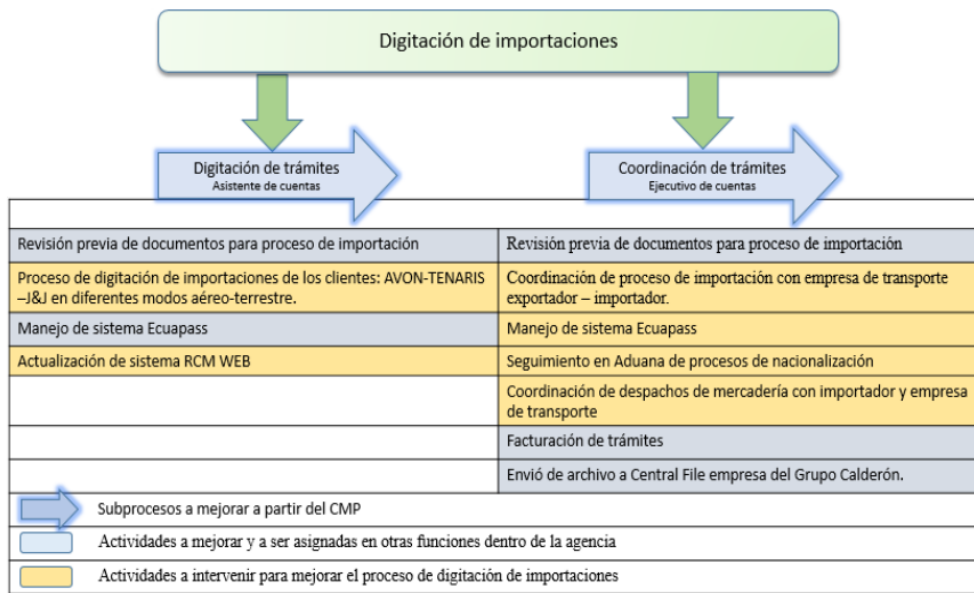 Digitación de importaciones
Digitación de trámites
Asistente de cuentas
Coordinación de trámites
Ejecutivo de cuentas
Revisión previa de documentos para proceso de importación
Revisión previa de documentos para proceso de importación
Proceso de digitación de importaciones de los clientes: AVON-TENARIS
–J&J en diferentes modos aéreo-terrestre.
Coordinación de proceso de importación con empresa de transporte
exportador – importador.
Manejo de sistema Ecuapass
Manejo de sistema Ecuapass
Actualización de sistema RCM WEB
Seguimiento en Aduana de procesos de nacionalización
Coordinación de despachos de mercadería con importador y empresa
de transporte
Facturación de trámites
Envió de archivo a Central File empresa del Grupo Calderón.
Subprocesos a mejorar a partir del CMP
Actividades a mejorar y a ser asignadas en otras funciones dentro de la agencia
Actividades a intervenir para mejorar el proceso de digitación de importaciones